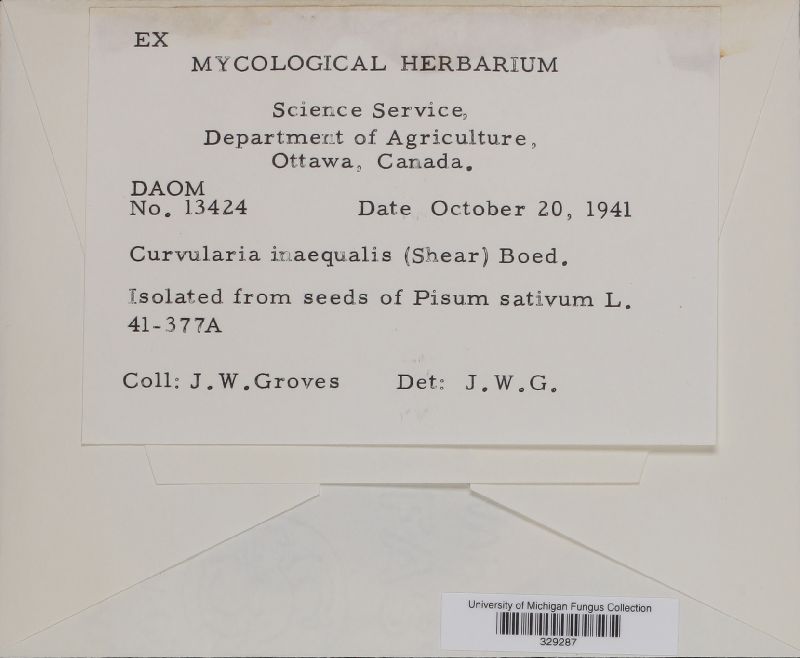 EX
MYCOLOGICAL HERBARIUM
Science Service,
Department of Agriculture,
Ottawa, Canada.
DAOM
No. 13424 Date October 20, 1941
Curvularia inaequalis (Shear) Boed.
Isolated from seeds of Pisum sativum L.
41-377A
Coll: J.W.Groves Det: J.W.G.
University of Michigan Fungus Collection
329287